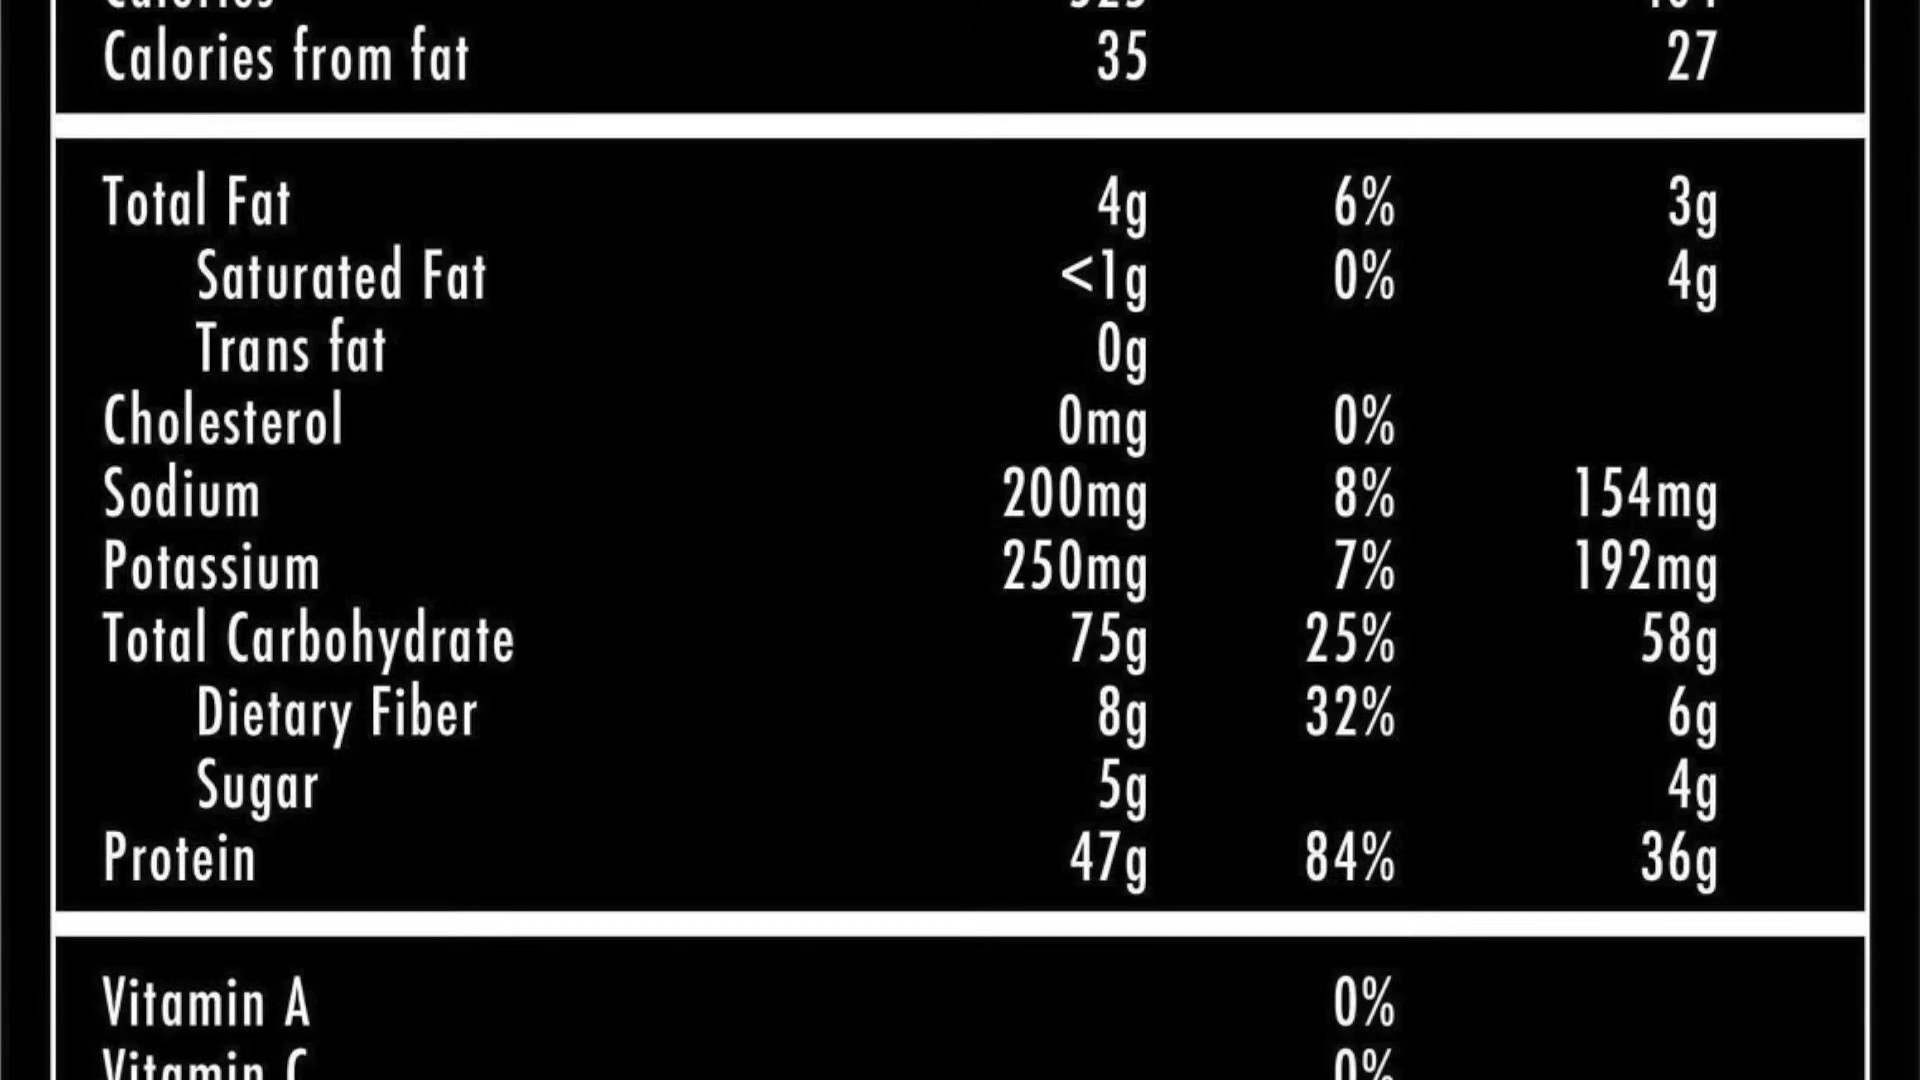 Calories from fat 35 27
Total Fat 4g 6% 3g
Saturated Fat <1g 0% 4g
Trans fat 0g
Cholesterol 0mg 0%
Sodium 200mg 8% 154mg
Potassium 250mg 7% 192mg
Total Carbohydrate 75g 25% 58g
Dietary Fiber 8g 32% 6g
Sugar 5g 4g
Protein 47g 84% 36g
Vitamin A 0%
Vitamin C 0%